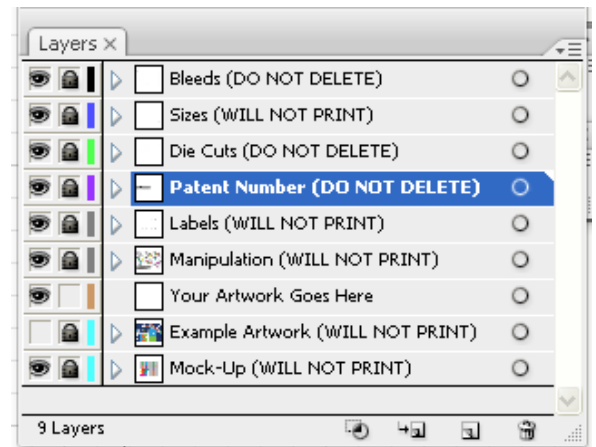 Layers
Bleeds (DO NOT DELETE)
Sizes (WILL NOT PRINT)
Die Cuts (DO NOT DELETE)
Patent Number (DO NOT DELETE)
Labels (WILL NOT PRINT)
Manipulation (WILL NOT PRINT)
Your Artwork Goes Here
Example Artwork (WILL NOT PRINT)
Mock-Up (WILL NOT PRINT)
9 Layers